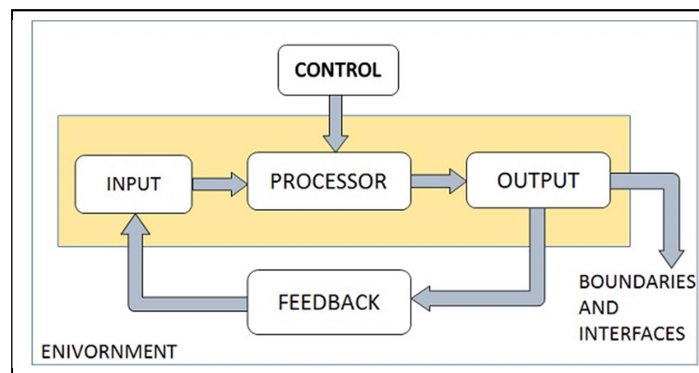 CONTROL
INPUT
PROCESSOR
OUTPUT
FEEDBACK
BOUNDARIES
AND
INTERFACES
ENIVORNMENT